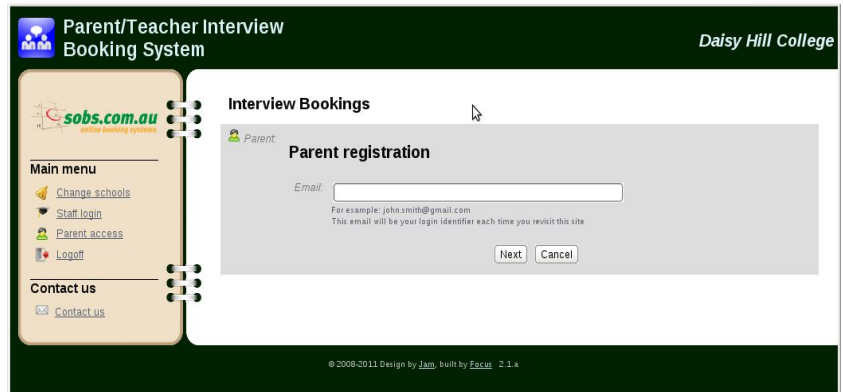 Parent/Teacher Interview
Booking System
Daisy Hill College
sobs.com.au
online booking systems
Main menu
Change schools
Staff login
Parent access
Logoff
Contact us
Contact us
Interview Bookings
Parent:
Parent registration
Email:
For example: john.smith@gmail.com
This email will be your login identifier each time you revisit this site
Next Cancel
© 2008-2011 Design by Jam, built by Focus 2.1.a